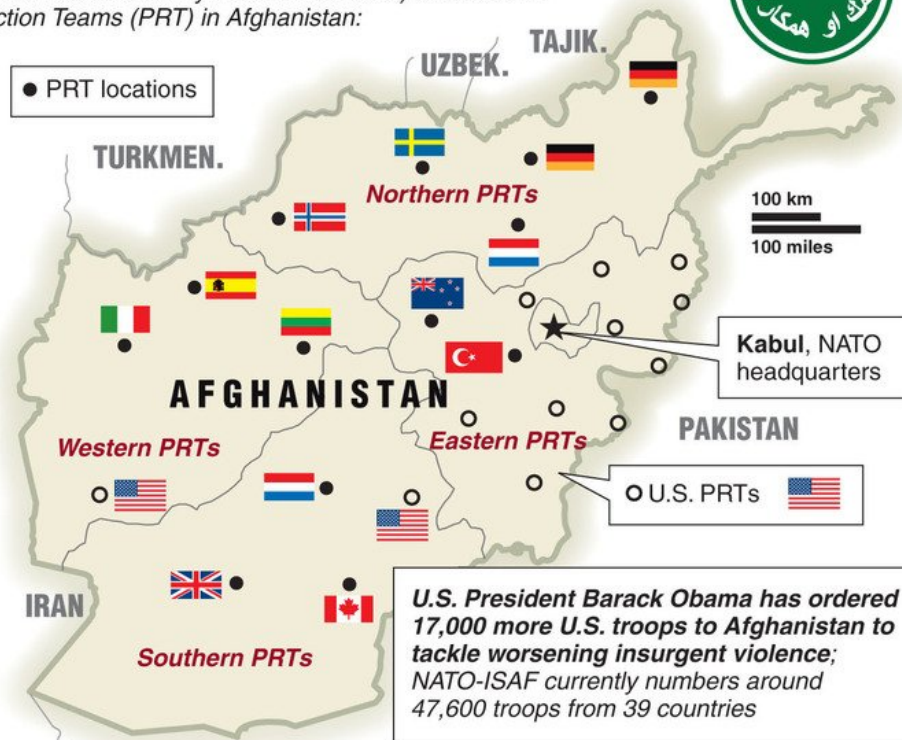 ction Teams (PRT) in Afghanistan:
او همکار
PRT locations
UZBEK.
TAJIK.
TURKMEN.
Northern PRTs
100 km
100 miles
Kabul, NATO
headquarters
AFGHANISTAN
Western PRTs
Eastern PRTs
PAKISTAN
U.S. PRTs
IRAN
Southern PRTs
U.S. President Barack Obama has ordered
17,000 more U.S. troops to Afghanistan to
tackle worsening insurgent violence;
NATO-ISAF currently numbers around
47,600 troops from 39 countries